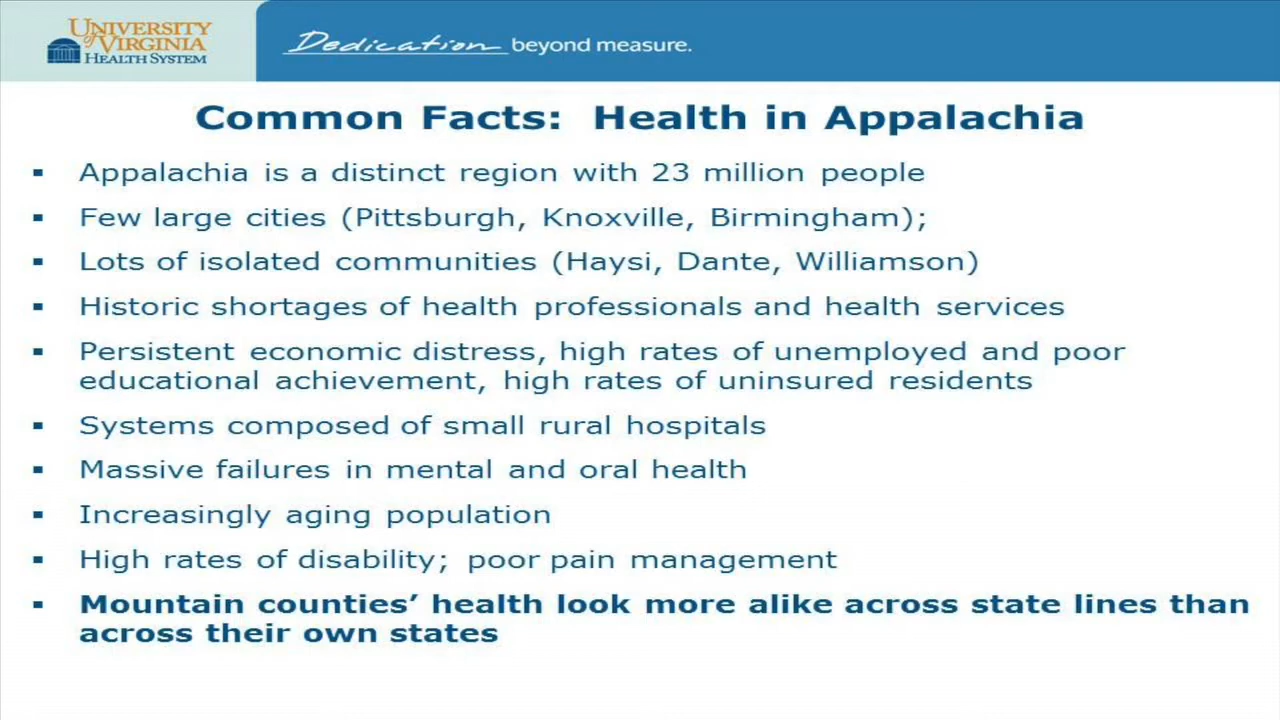 UNIVERSITY
of VIRGINIA
HEALTH SYSTEM
Dedication beyond measure.
Common Facts: Health in Appalachia
▪ Appalachia is a distinct region with 23 million people
▪ Few large cities (Pittsburgh, Knoxville, Birmingham);
▪ Lots of isolated communities (Haysi, Dante, Williamson)
▪ Historic shortages of health professionals and health services
▪ Persistent economic distress, high rates of unemployed and poor
educational achievement, high rates of uninsured residents
▪ Systems composed of small rural hospitals
▪ Massive failures in mental and oral health
▪ Increasingly aging population
▪ High rates of disability; poor pain management
▪ Mountain counties’ health look more alike across state lines than
across their own states